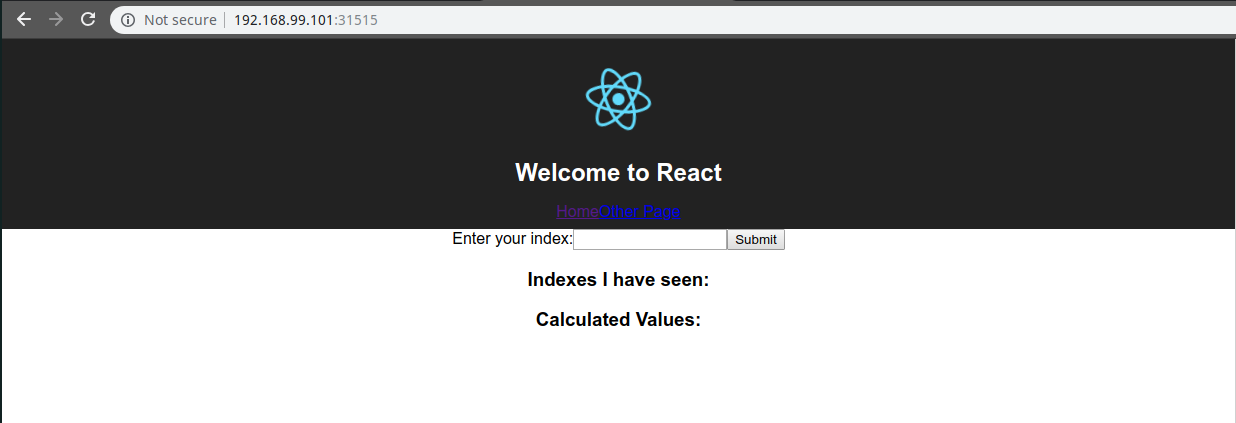 Not secure 192.168.99.101:31515
Welcome to React
HomeOther Page
Enter your index: Submit
Indexes I have seen:
Calculated Values: